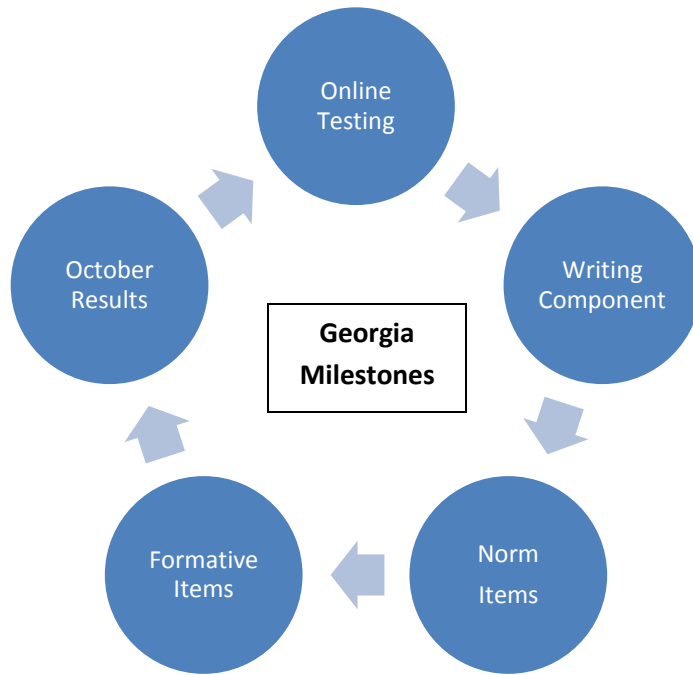 Online
Testing
Writing
Component
Norm
Items
Formative
Items
October
Results
Georgia
Milestones